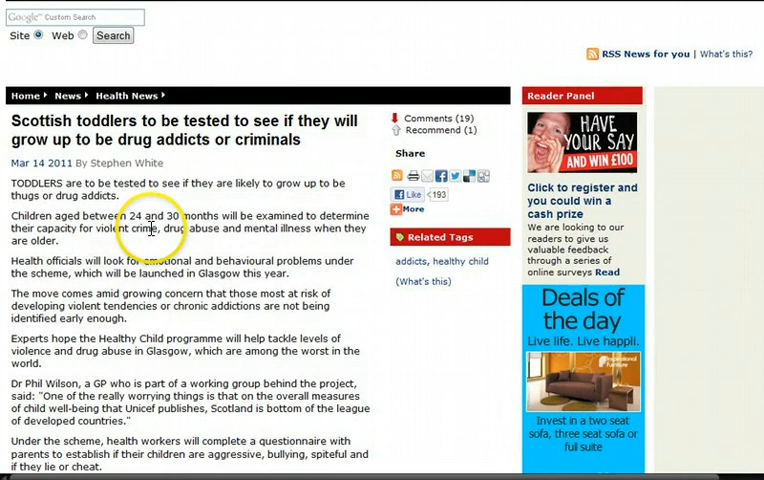 Google™ Custom Search
Site Web Search
RSS News for you | What's this?
Home News Health News
Scottish toddlers to be tested to see if they will
grow up to be drug addicts or criminals
Mar 14 2011 By Stephen White
TODDLERS are to be tested to see if they are likely to grow up to be
thugs or drug addicts.
Children aged between 24 and 30 months will be examined to determine
their capacity for violent crime, drug abuse and mental illness when they
are older.
Health officials will look for emotional and behavioural problems under
the scheme, which will be launched in Glasgow this year.
The move comes amid growing concern that those most at risk of
developing violent tendencies or chronic addictions are not being
identified early enough.
Experts hope the Healthy Child programme will help tackle levels of
violence and drug abuse in Glasgow, which are among the worst in the
world.
Dr Phil Wilson, a GP who is part of a working group behind the project,
said: "One of the really worrying things is that on the overall measures
of child well-being that Unicef publishes, Scotland is bottom of the league
of developed countries."
Under the scheme, health workers will complete a questionnaire with
parents to establish if their children are aggressive, bullying, spiteful and
if they lie or cheat.
Comments (19)
Recommend (1)
Share
Like 193
More
Related Tags
addicts, healthy child
(What's this?)
Reader Panel
HAVE
YOUR SAY
AND WIN £100
Click to register and
you could win a
cash prize
We are looking to our
readers to give us
valuable feedback
through a series of
online surveys Read
Deals of
the day
Live life. Live happli.
Inspirational
Furniture
Invest in a two seat
sofa, three seat sofa or
full suite